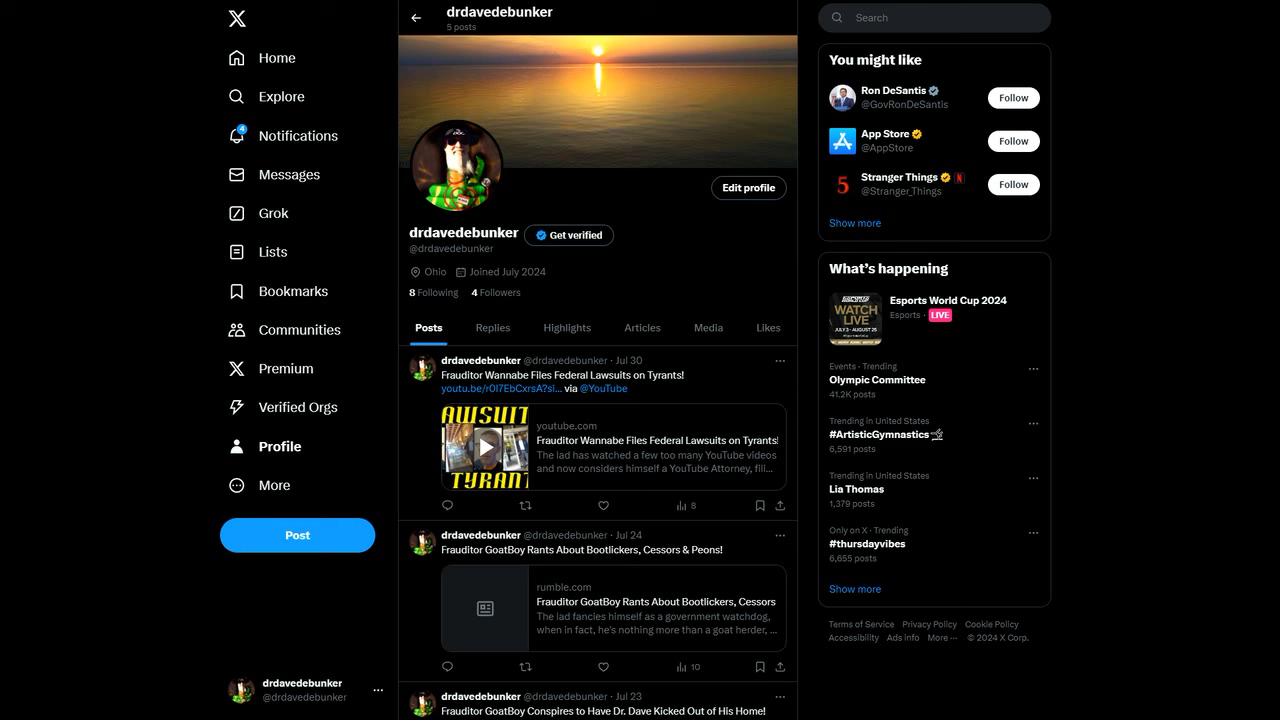 Home
Explore
4
Notifications
Messages
Grok
Lists
Bookmarks
Communities
Premium
Verified Orgs
Profile
More
Post
drdavedebunker
@drdavedebunker
drdavedebunker
5 posts
Edit profile
drdavedebunker
Get verified
@drdavedebunker
Ohio Joined July 2024
8 Following 4 Followers
Posts Replies Highlights Articles Media Likes
drdavedebunker @drdavedebunker · Jul 30
Frauditor Wannabe Files Federal Lawsuits on Tyrants!
youtu.be/r0I7EbCxrsA?si... via @YouTube
AWSUIT
TYRANT
youtube.com
Frauditor Wannabe Files Federal Lawsuits on Tyrants!
The lad has watched a few too many YouTube videos
and now considers himself a YouTube Attorney, fili...
8
drdavedebunker @drdavedebunker · Jul 24
Frauditor GoatBoy Rants About Bootlickers, Cessors & Peons!
rumble.com
Frauditor GoatBoy Rants About Bootlickers, Cessors
The lad fancies himself as a government watchdog,
when in fact, he's nothing more than a goat herder, ...
10
drdavedebunker @drdavedebunker · Jul 23
Frauditor GoatBoy Conspires to Have Dr. Dave Kicked Out of His Home!
Search
You might like
Ron DeSantis
@GovRonDeSantis
Follow
App Store
@AppStore
Follow
5
Stranger Things N
@Stranger_Things
Follow
Show more
What's happening
WATCH
LIVE
JULY 3 - AUGUST 25
Esports World Cup 2024
Esports · LIVE
Events · Trending
Olympic Committee
41.2K posts
Trending in United States
#ArtisticGymnastics
6,591 posts
Trending in United States
Lia Thomas
1,379 posts
Only on X · Trending
#thursdayvibes
6,655 posts
Show more
Terms of Service Privacy Policy Cookie Policy
Accessibility Ads info More ··· © 2024 X Corp.